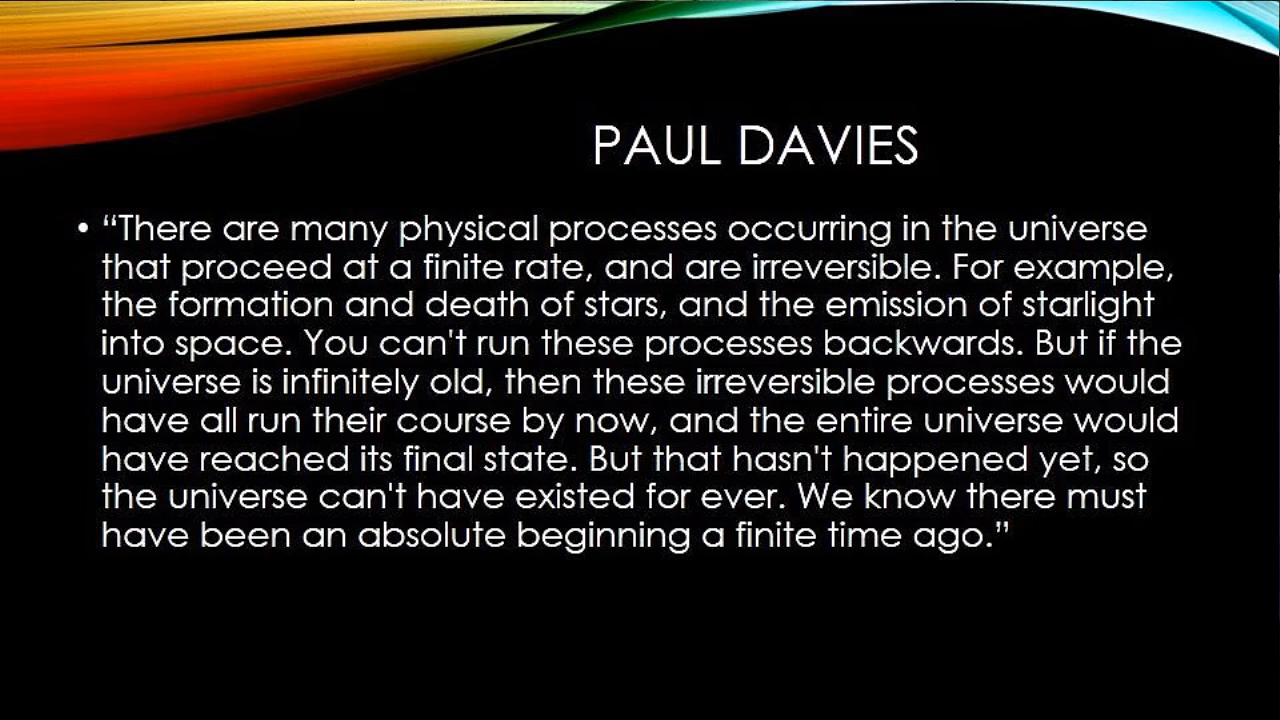 PAUL DAVIES
• “There are many physical processes occurring in the universe
that proceed at a finite rate, and are irreversible. For example,
the formation and death of stars, and the emission of starlight
into space. You can't run these processes backwards. But if the
universe is infinitely old, then these irreversible processes would
have all run their course by now, and the entire universe would
have reached its final state. But that hasn't happened yet, so
the universe can't have existed for ever. We know there must
have been an absolute beginning a finite time ago.”